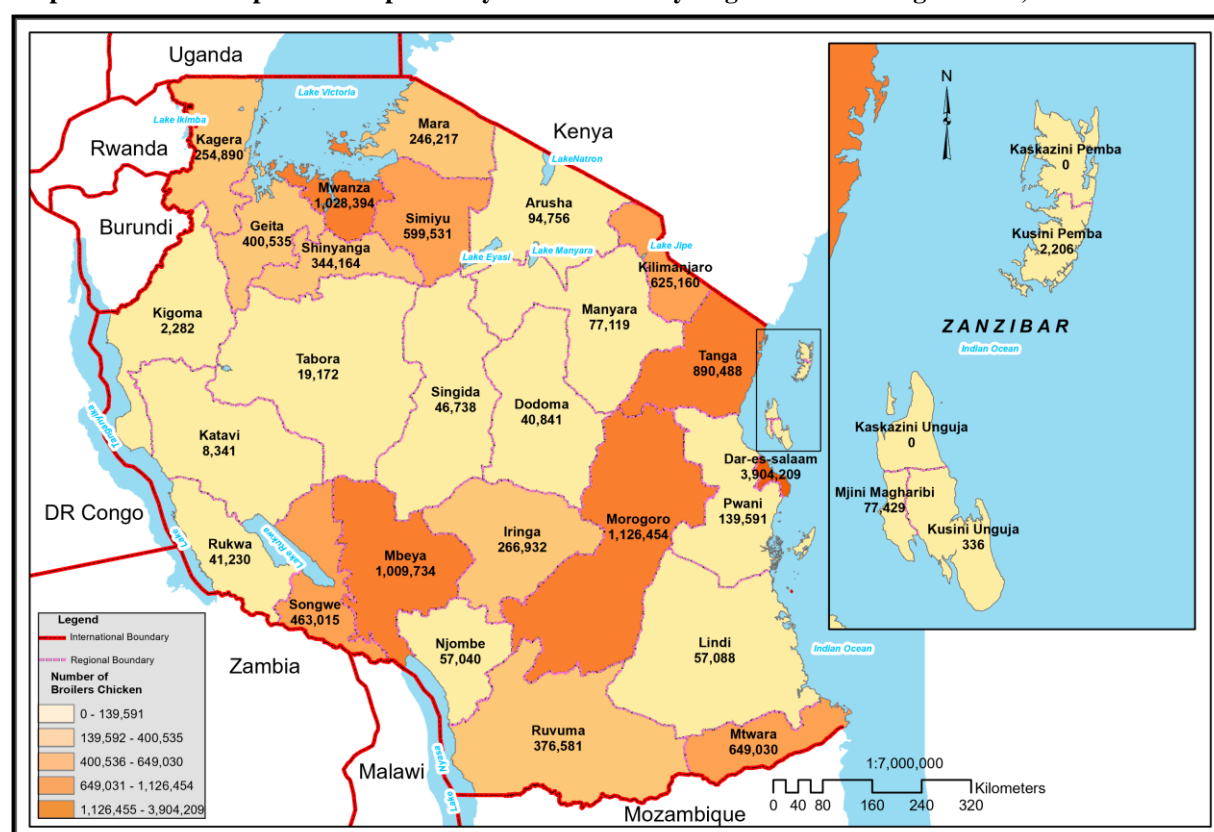 Uganda
Lake Victoria
Lake Ikimba
Kagera
254,890
Mara
246,217
Kenya
Rwanda
LakeNatron
Mwanza
1,028,394
Arusha
94,756
Simiyu
599,531
Burundi
Geita
400,535
Shinyanga
344,164
Lake Eyasi
Lake Manyara
Lake Jipe
Kilimanjaro
625,160
Kigoma
2,282
Manyara
77,119
Tabora
19,172
Tanga
890,488
Singida
46,738
Dodoma
40,841
Katavi
8,341
Tanganyika
Lake
Dar-es-salaam
3,904,209
Pwani
139,591
DR Congo
Rukwa
41,230
Lake Rukwa
Mbeya
1,009,734
Iringa
266,932
Morogoro
1,126,454
Songwe
463,015
Njombe
57,040
Lindi
57,088
Indian Ocean
Zambia
Ruvuma
376,581
Mtwara
649,030
Malawi
Nyasa
Lake
Mozambique
N
Kaskazini Pemba
0
Kusini Pemba
2,206
ZANZIBAR
Indian Ocean
Kaskazini Unguja
0
Mjini Magharibi
77,429
Kusini Unguja
336
Legend
International Boundary
Regional Boundary
Number of
Broilers Chicken
0 - 139,591
139,592 - 400,535
400,536 - 649,030
649,031 - 1,126,454
1,126,455 - 3,904,209
1:7,000,000
Kilometers
0 40 80 160 240 320